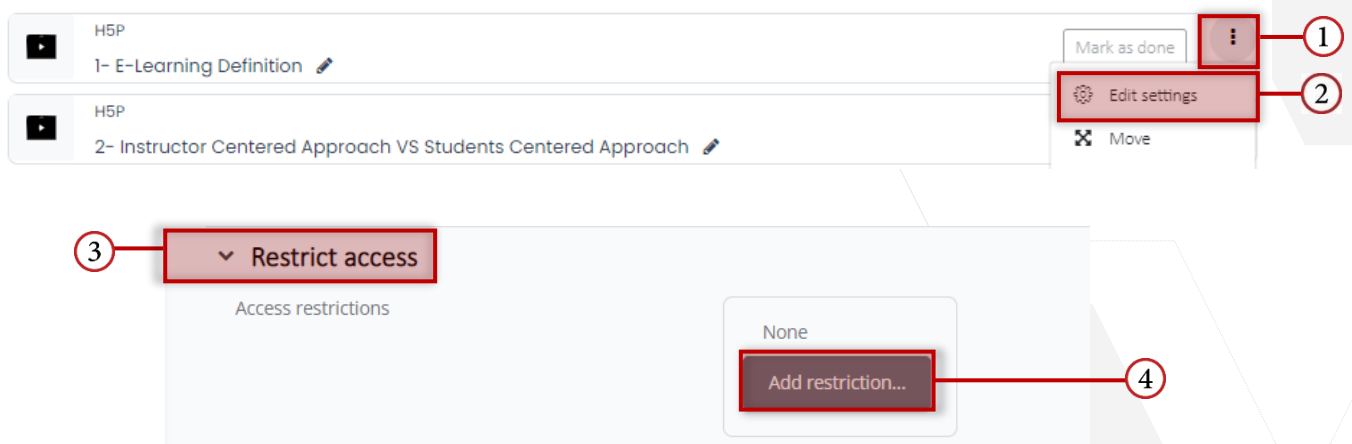 H5P
Mark as done
1
1- E-Learning Definition
Edit settings
2
H5P
2- Instructor Centered Approach VS Students Centered Approach
Move
3
Restrict access
Access restrictions
None
Add restriction...
4